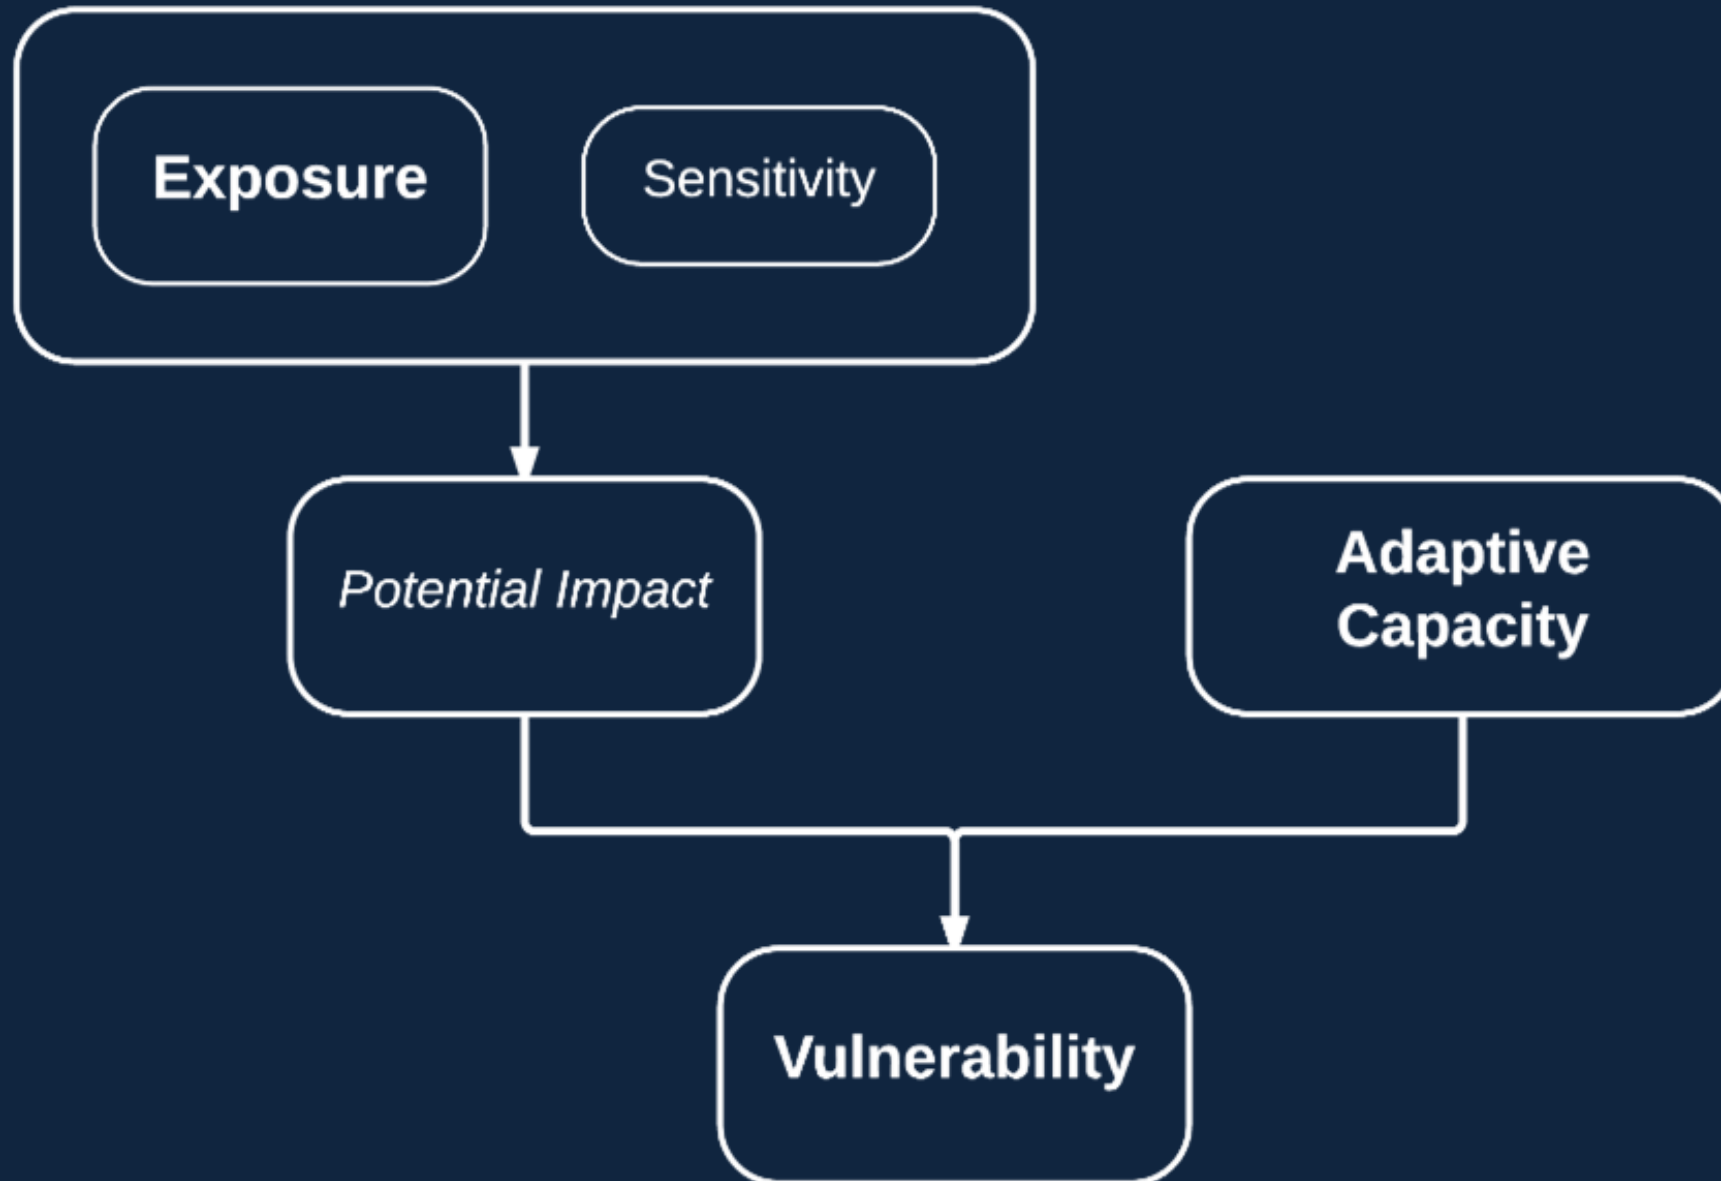 Exposure
Sensitivity
Potential Impact
Adaptive
Capacity
Vulnerability